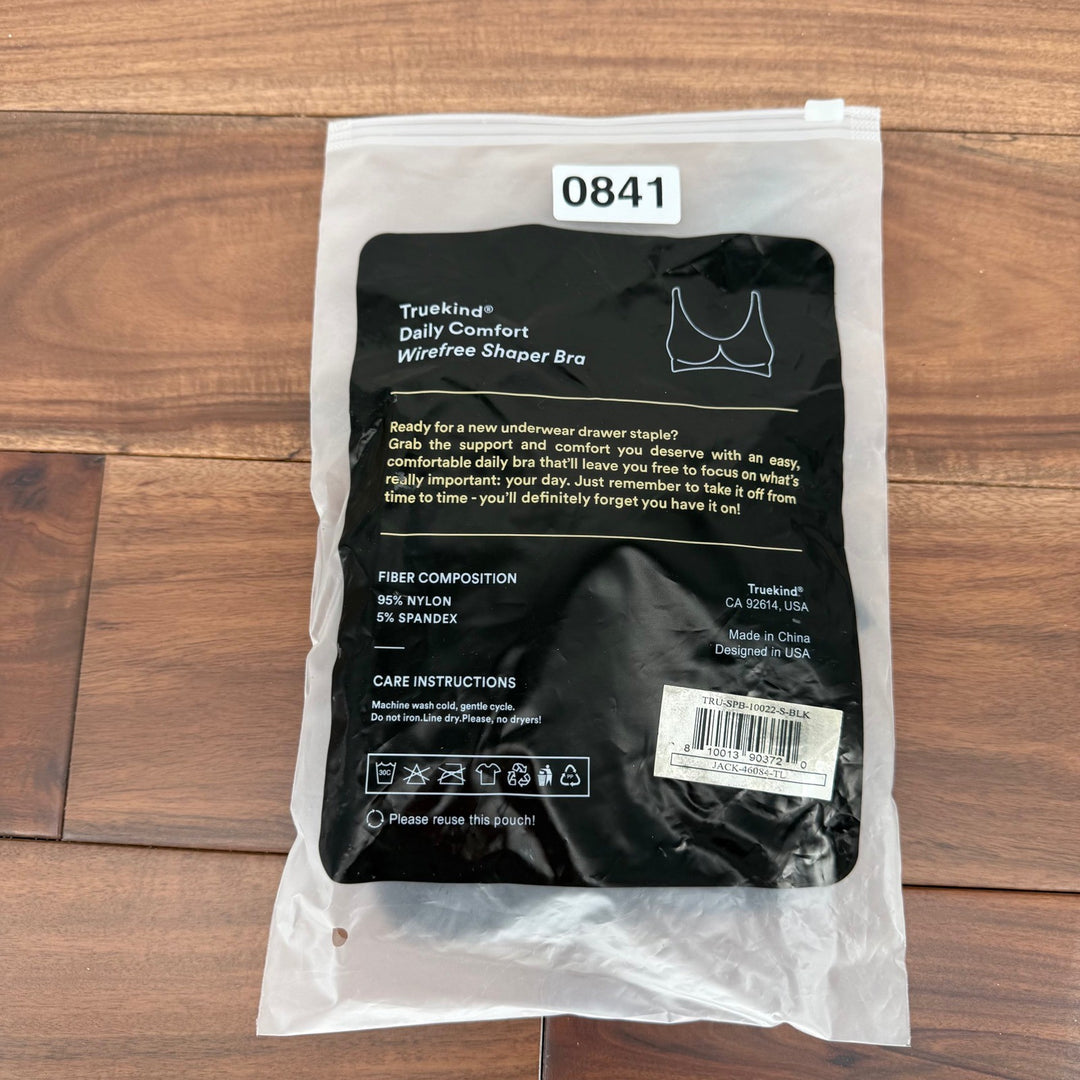 0841
Truekind®
Daily Comfort
Wirefree Shaper Bra
Ready for a new underwear drawer staple?
Grab the support and comfort you deserve with an easy,
comfortable daily bra that'll leave you free to focus on what's
really important: your day. Just remember to take it off from
time to time - you'll definitely forget you have it on!
FIBER COMPOSITION
95% NYLON
5% SPANDEX
Truekind®
CA 92614, USA
Made in China
Designed in USA
CARE INSTRUCTIONS
Machine wash cold, gentle cycle.
Do not iron.Line dry.Please, no dryers!
TRU-SPB-10022-S-BLK
8 10013 90372 0
JACK-46084-TL
30C
PP
Please reuse this pouch!